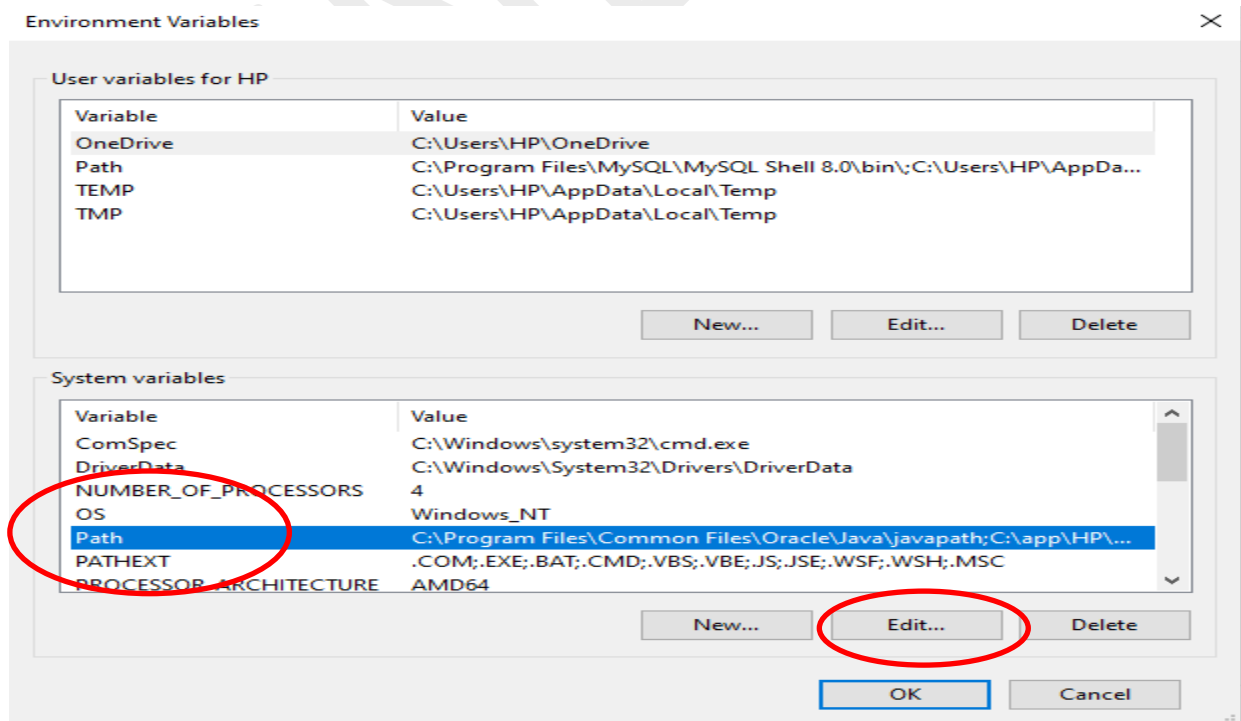 Environment Variables
User variables for HP
Variable Value
OneDrive C:\Users\HP\OneDrive
Path C:\Program Files\MySQL\MySQL Shell 8.0\bin\;C:\Users\HP\AppDa...
TEMP C:\Users\HP\AppData\Local\Temp
TMP C:\Users\HP\AppData\Local\Temp
New... Edit... Delete
System variables
Variable Value
ComSpec C:\Windows\system32\cmd.exe
DriverData C:\Windows\System32\Drivers\DriverData
NUMBER_OF_PROCESSORS 4
OS Windows_NT
Path C:\Program Files\Common Files\Oracle\Java\javapath;C:\app\HP\...
PATHEXT .COM;.EXE;.BAT;.CMD;.VBS;.VBE;.JS;.JSE;.WSF;.WSH;.MSC
PROCESSOR_ARCHITECTURE AMD64
New... Edit... Delete
OK Cancel